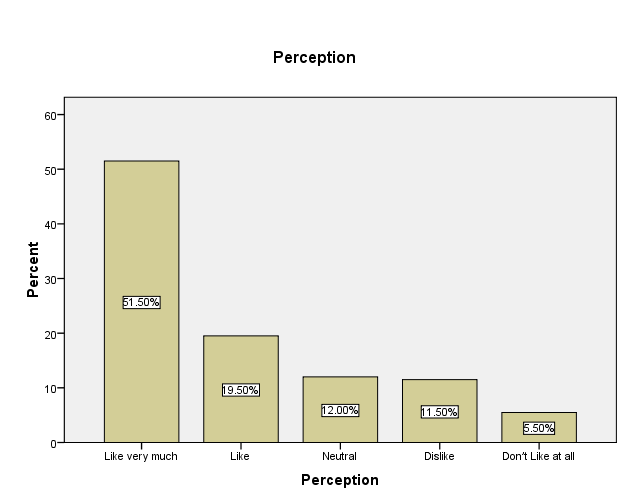 Perception
Percent
60
50
40
30
20
10
0
51.50%
19.50%
12.00%
11.50%
5.50%
Like very much
Like
Neutral
Dislike
Don't Like at all
Perception